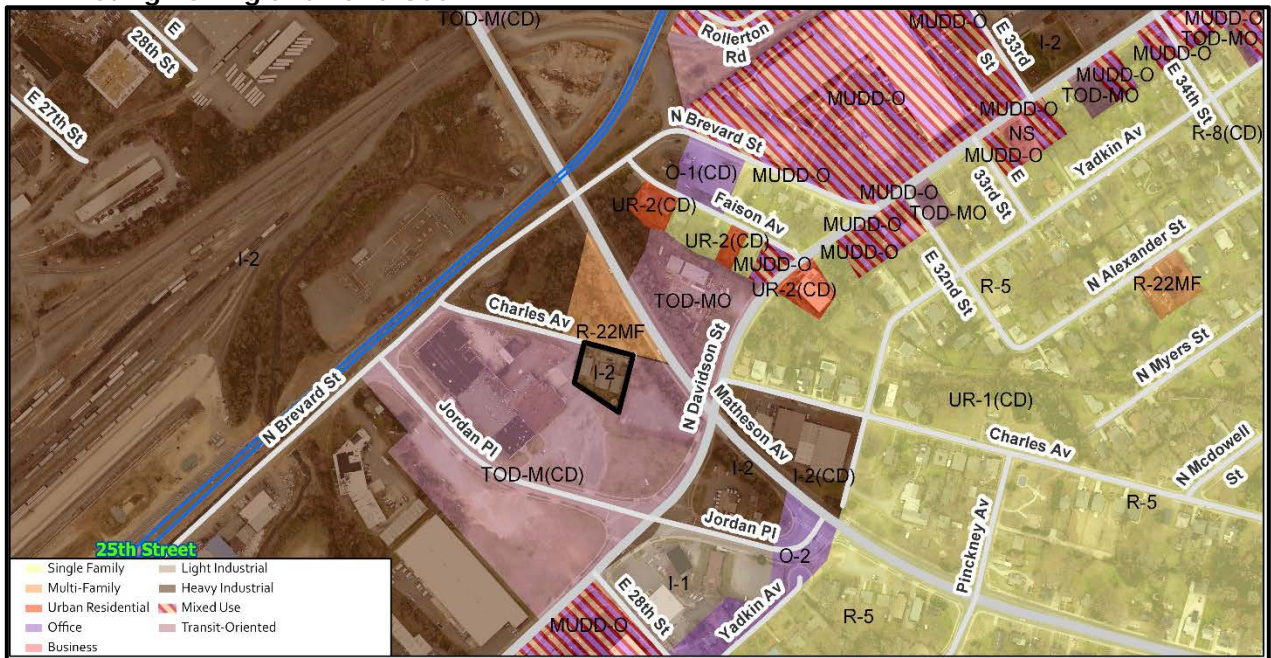 TOD-M(CD)
E
28th St
E 27th St
Rollerton
Rd
MUDD-O
E 33rd
St
I-2
MUDD-O
MUDD-O
TOD-MO
MUDD-O
MUDD-O
TOD-MO
E 34th St
MUDD-O
MUDD-O
NS
MUDD-O
R-8(CD)
Yadkin Av
E
33rd St
N Brevard St
O-1(CD)
MUDD-O
Faison Av
UR-2(CD)
UR-2(CD)
MUDD-O
MUDD-O
TOD-MO
MUDD-O
MUDD-O
UR-2(CD)
TOD-MO
E 32nd St
R-5
N Alexander St
R-22MF
N Myers St
I-2
Charles Av
R-22MF
I-2
N Davidson St
Matheson Av
UR-1(CD)
Charles Av
N Mcdowell
St
R-5
N Brevard St
Jordan Pl
TOD-M(CD)
I-2
I-2(CD)
Jordan Pl
O-2
Pinckney Av
I-1
E 28th St
Yadkin Av
R-5
MUDD-O
25th Street
Single Family
Multi-Family
Urban Residential
Office
Business
Light Industrial
Heavy Industrial
Mixed Use
Transit-Oriented